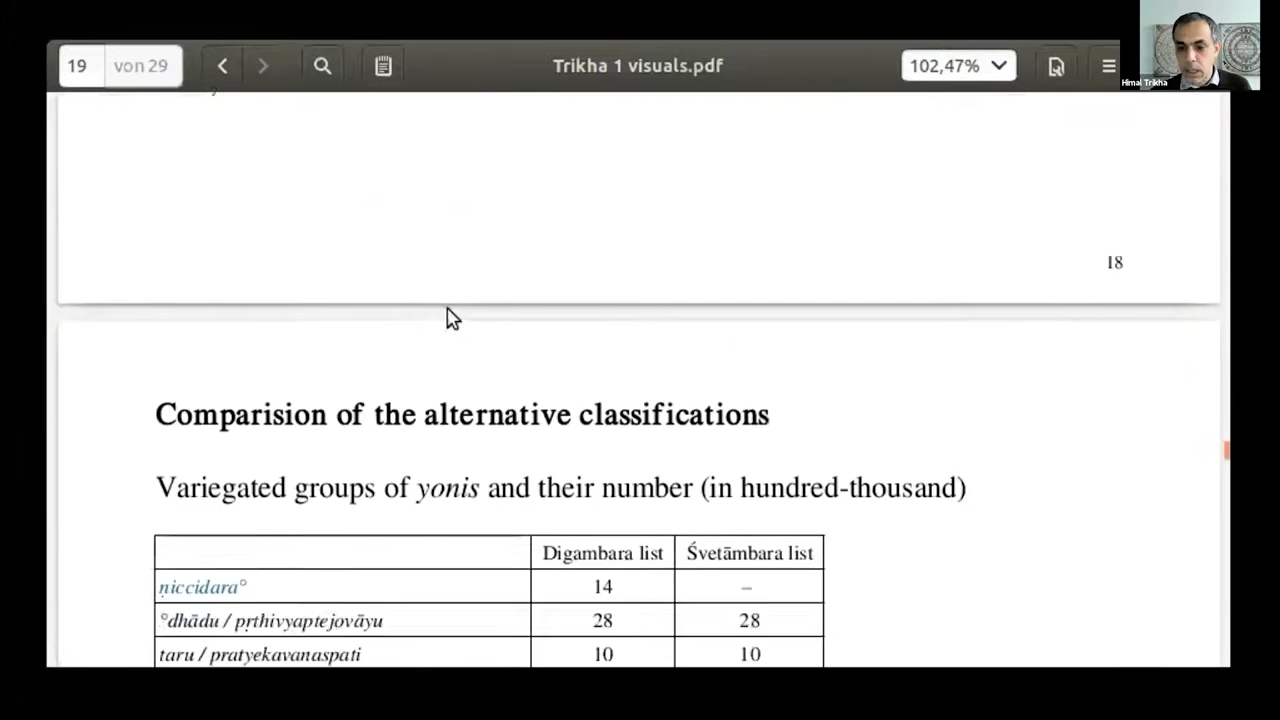 19 von 29 Trikha 1 visuals.pdf 102,47%
Himal Trikha
18
Comparision of the alternative classifications
Variegated groups of yonis and their number (in hundred-thousand)
Digambara list Śvetāmbara list
ṇiccidara° 14 –
°dhādu / pṛthivyaptejovāyu 28 28
taru / pratyekavanaspati 10 10